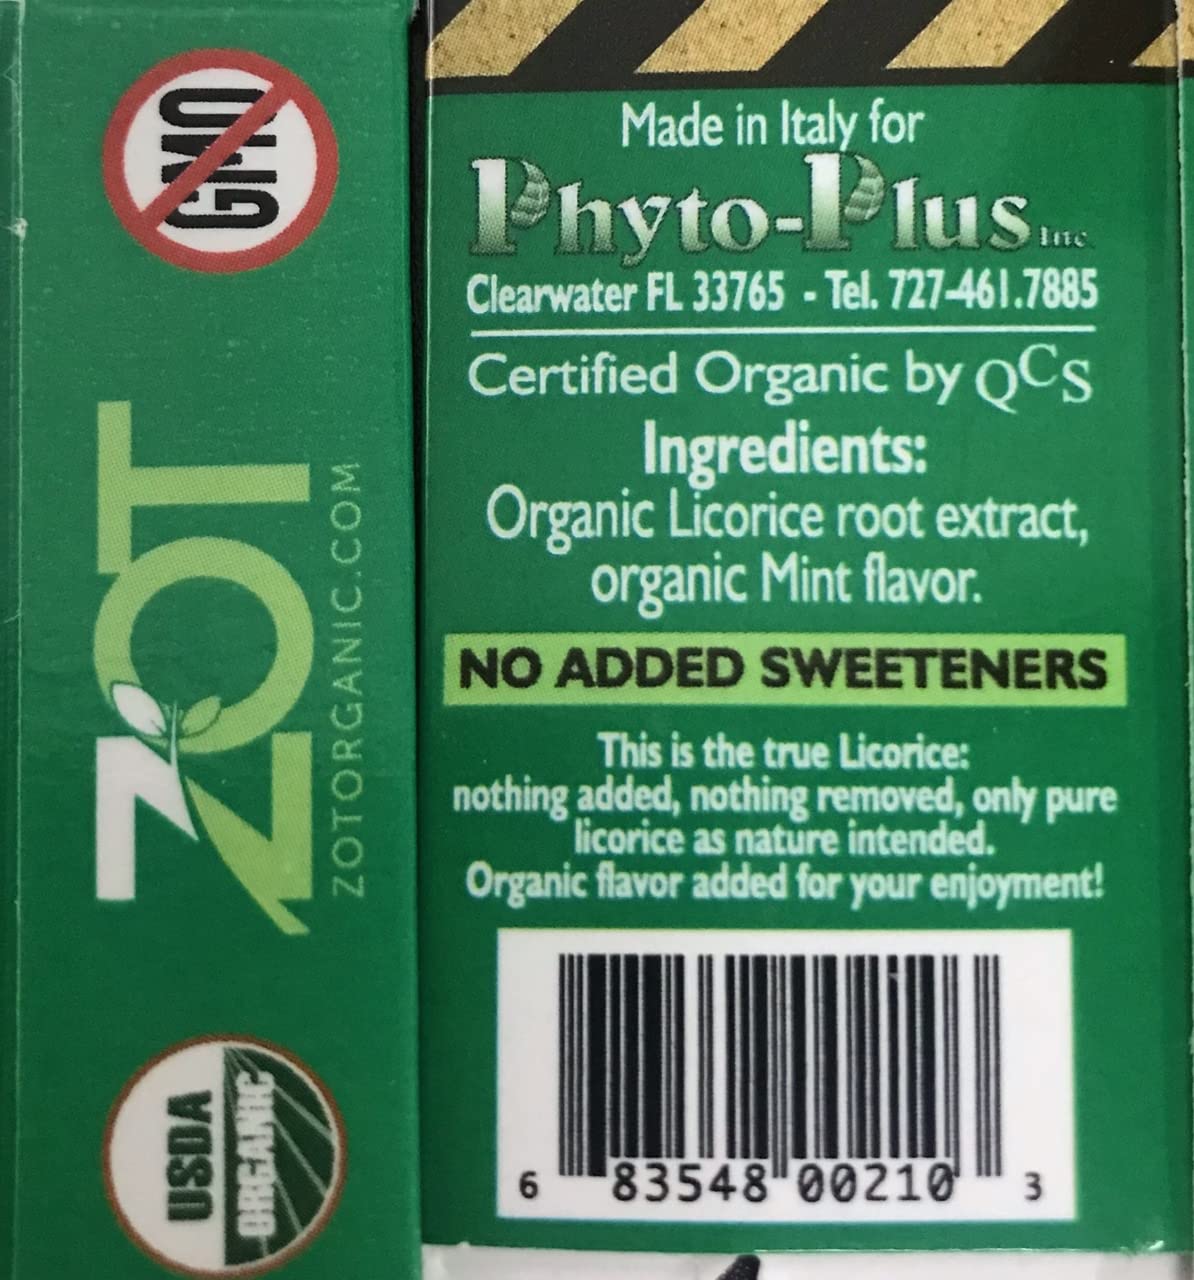 GMO
ZOT
ZOTORGANIC.COM
USDA
ORGANIC
Made in Italy for
Phyto-Plus Inc.
Clearwater FL 33765 - Tel. 727-461.7885
Certified Organic by QCS
Ingredients:
Organic Licorice root extract,
organic Mint flavor.
NO ADDED SWEETENERS
This is the true Licorice:
nothing added, nothing removed, only pure
licorice as nature intended.
Organic flavor added for your enjoyment!
6 83548 00210 3